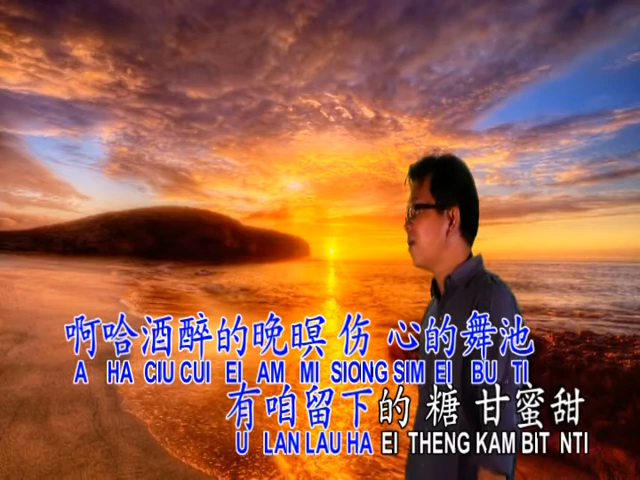 啊哈酒醉的晚暝 伤 心的舞池
A HA CIU CUI EI AM MI SIONG SIM EI BU TI
有咱留下的 糖 甘蜜甜
U LAN LAU HA EI THENG KAM BIT NTI